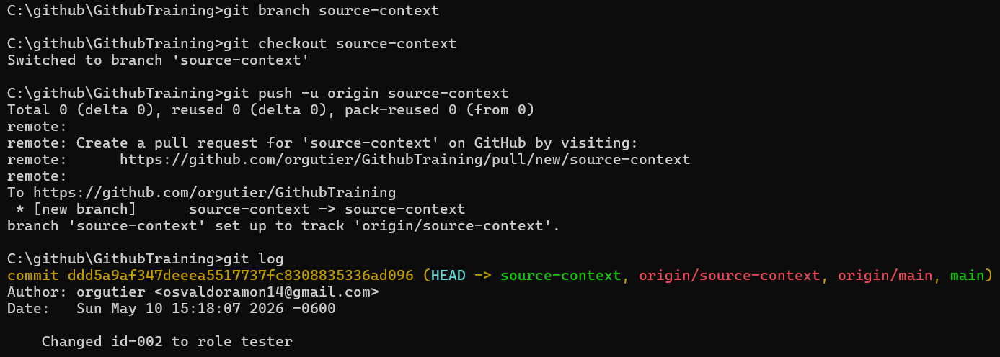 C:\github\GithubTraining>git branch source-context
C:\github\GithubTraining>git checkout source-context
Switched to branch 'source-context'
C:\github\GithubTraining>git push -u origin source-context
Total 0 (delta 0), reused 0 (delta 0), pack-reused 0 (from 0)
remote:
remote: Create a pull request for 'source-context' on GitHub by visiting:
remote:      https://github.com/orgutier/GithubTraining/pull/new/source-context
remote:
To https://github.com/orgutier/GithubTraining
 * [new branch]      source-context -> source-context
branch 'source-context' set up to track 'origin/source-context'.
C:\github\GithubTraining>git log
commit ddd5a9af347deeea5517737fc8308835336ad096 (HEAD -> source-context, origin/source-context, origin/main, main)
Author: orgutier <osvaldoramon14@gmail.com>
Date:   Sun May 10 15:18:07 2026 -0600
    Changed id-002 to role tester